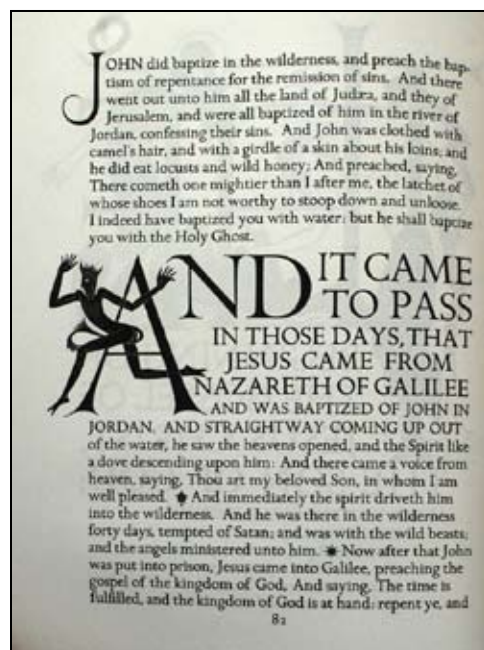 JOHN did baptize in the wilderness, and preach the bap-
tism of repentance for the remission of sins. And there
went out unto him all the land of Judæa, and they of
Jerusalem, and were all baptized of him in the river of
Jordan, confessing their sins. And John was clothed with
camel's hair, and with a girdle of a skin about his loins; and
he did eat locusts and wild honey; And preached, saying,
There cometh one mightier than I after me, the latchet of
whose shoes I am not worthy to stoop down and unloose.
I indeed have baptized you with water: but he shall baptize
you with the Holy Ghost.
AND IT CAME
TO PASS
IN THOSE DAYS, THAT
JESUS CAME FROM
NAZARETH OF GALILEE
AND WAS BAPTIZED OF JOHN IN
JORDAN. AND STRAIGHTWAY COMING UP OUT
of the water, he saw the heavens opened, and the Spirit like
a dove descending upon him: And there came a voice from
heaven, saying, Thou art my beloved Son, in whom I am
well pleased. And immediately the spirit driveth him
into the wilderness. And he was there in the wilderness
forty days, tempted of Satan; and was with the wild beasts;
and the angels ministered unto him. Now after that John
was put into prison, Jesus came into Galilee, preaching the
gospel of the kingdom of God, And saying, The time is
fulfilled, and the kingdom of God is at hand: repent ye, and
82